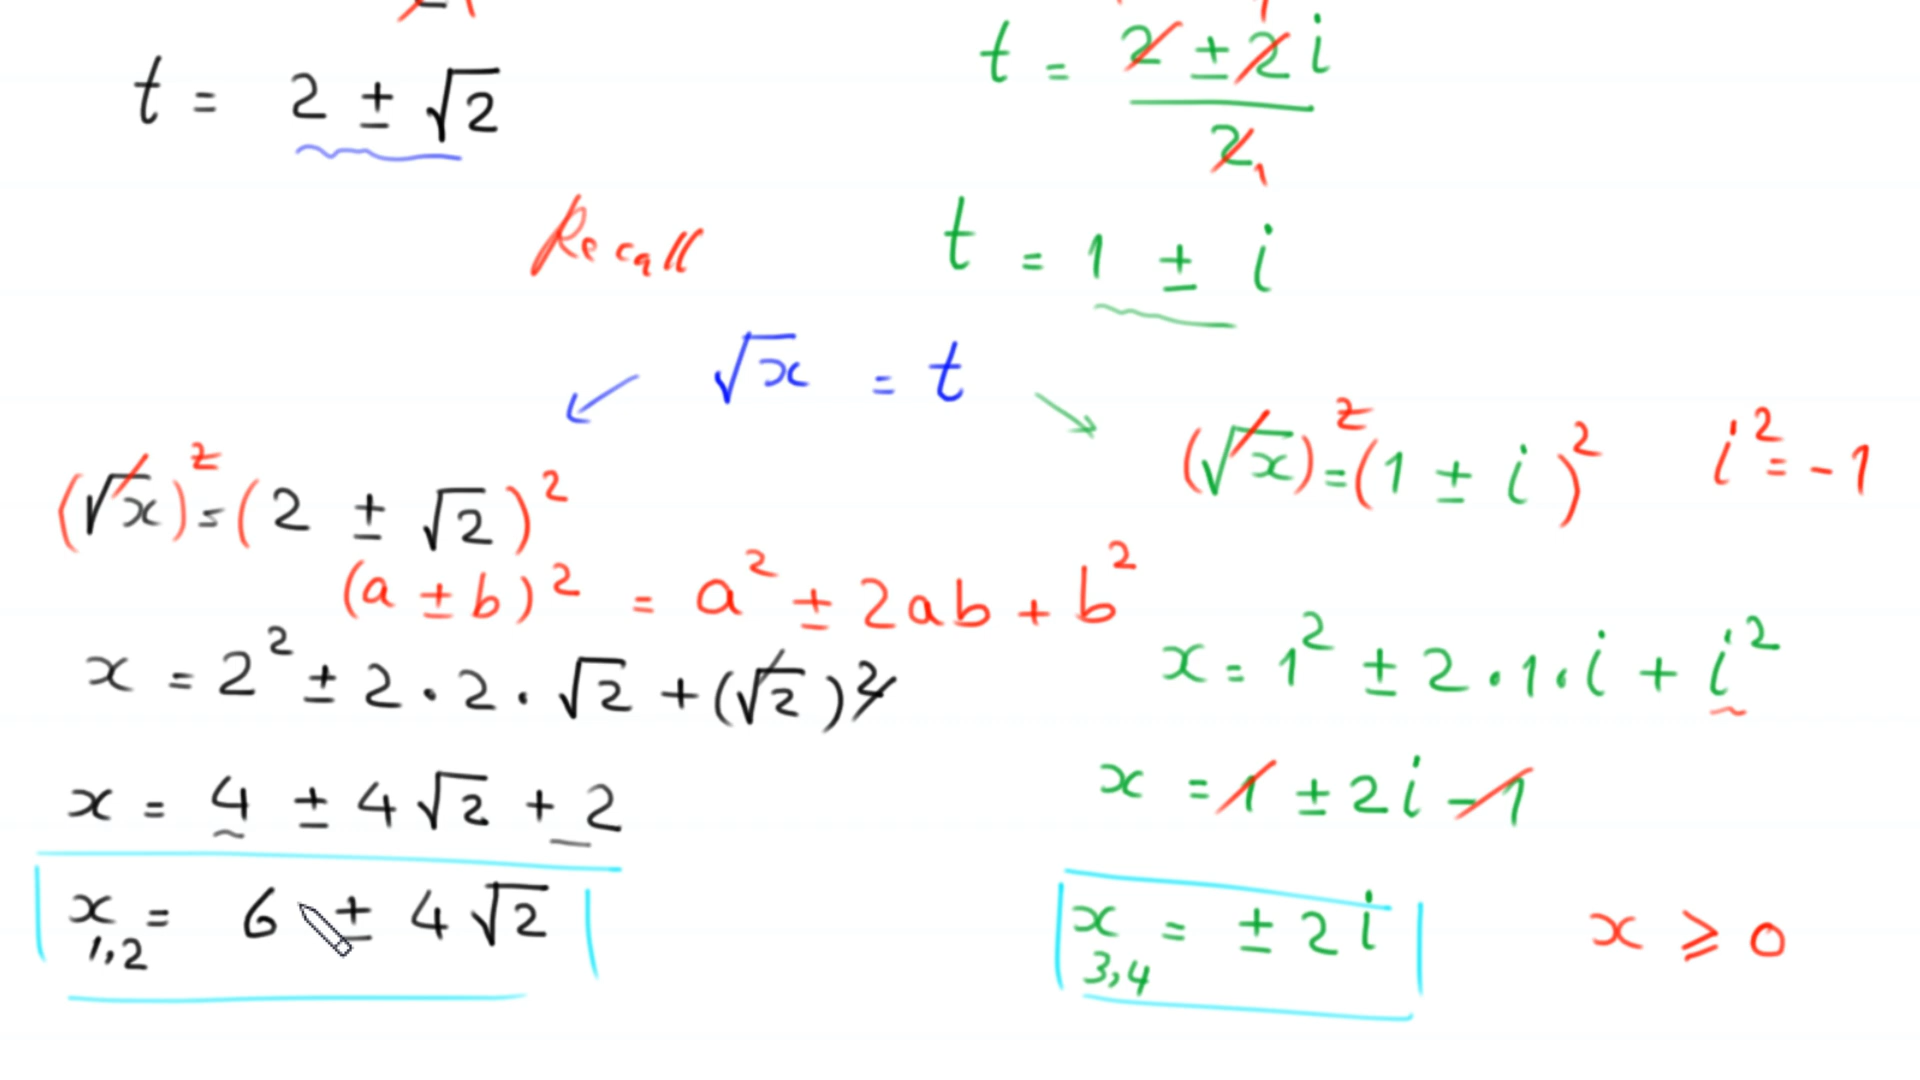 t = 2 ± √2
t = 2 ± 2i
2 1
Recall
t = 1 ± i
√x = t
(√x)² = (2 ± √2)²
(√x)² = (1 ± i)²
i² = -1
(a ± b)² = a² ± 2ab + b²
x = 2² ± 2 · 2 · √2 + (√2)²
x = 1² ± 2 · 1 · i + i²
x = 4 ± 4√2 + 2
x = 1 ± 2i - 1
x1,2 = 6 ± 4√2
x3,4 = ± 2i
x ≥ 0